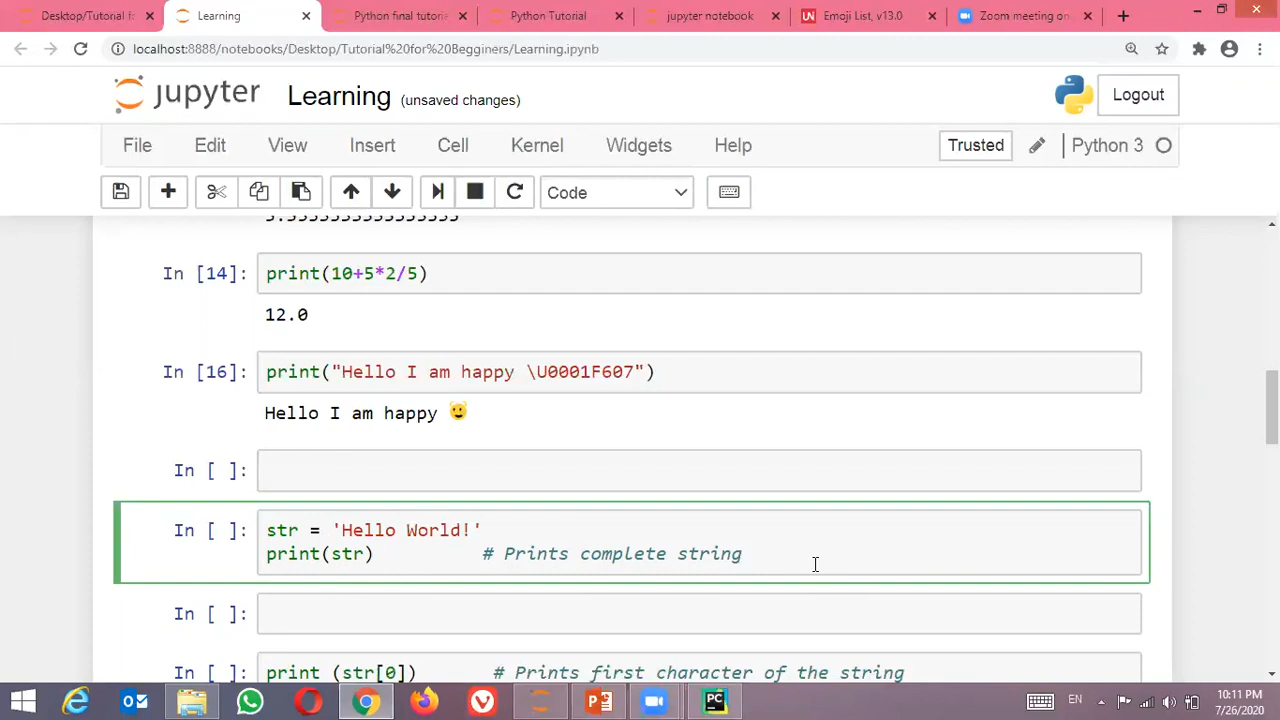 Desktop/Tutorial fo
Learning
Python final tutoria
Python Tutorial
jupyter notebook
UN Emoji List, v13.0
Zoom meeting on
localhost:8888/notebooks/Desktop/Tutorial%20for%20Begginers/Learning.ipynb
jupyter Learning (unsaved changes) Logout
File Edit View Insert Cell Kernel Widgets Help Trusted Python 3
Code
In [14]: print(10+5*2/5)
12.0
In [16]: print("Hello I am happy \U0001F607")
Hello I am happy 😇
In [ ]:
In [ ]: str = 'Hello World!'
print(str) # Prints complete string
In [ ]:
In [ ]: print (str[0]) # Prints first character of the string
EN 10:11 PM
7/26/2020